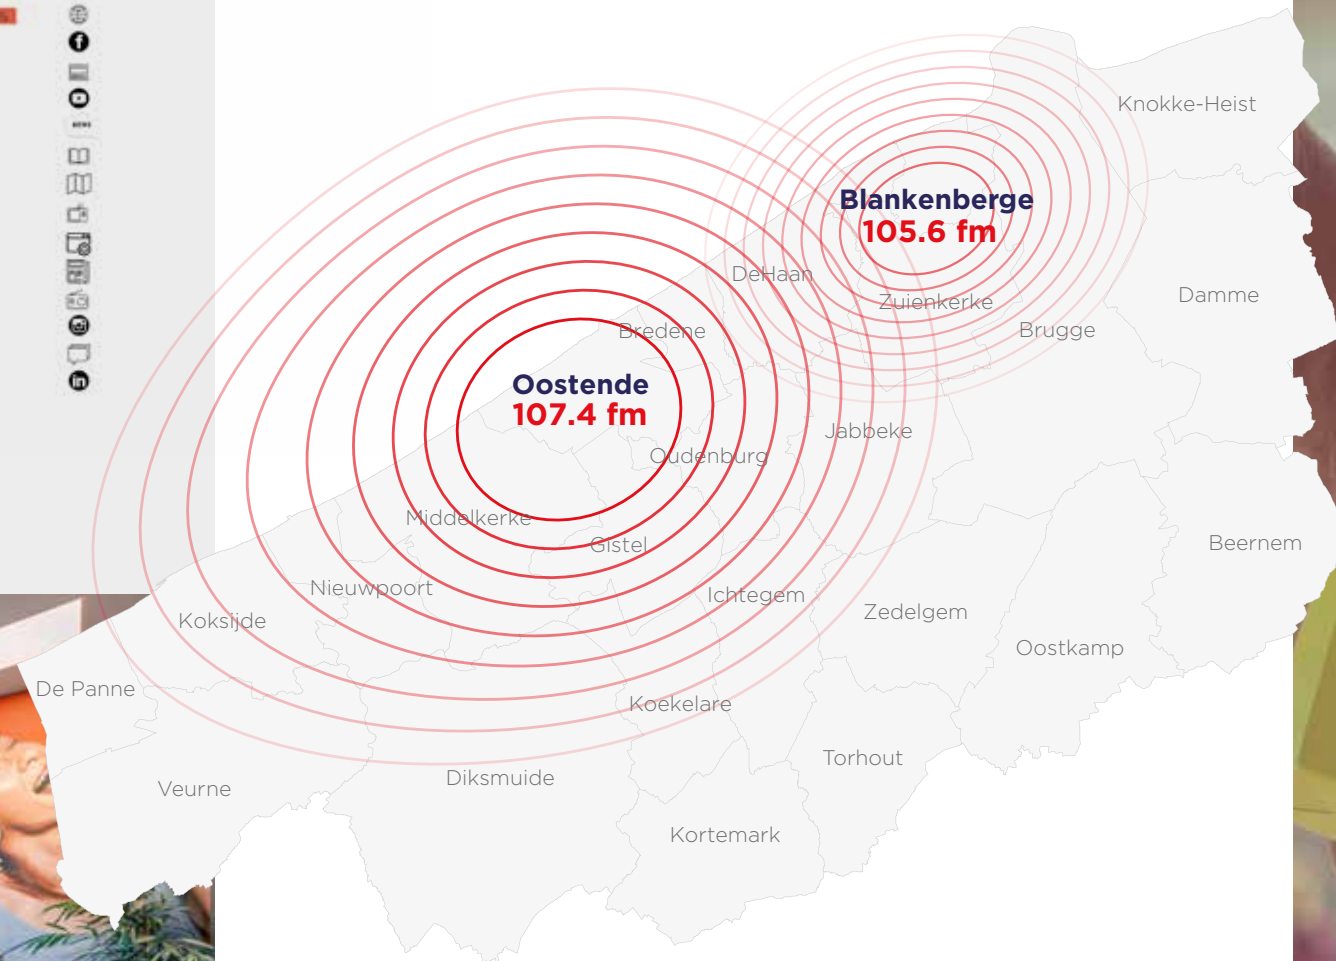 Knokke-Heist
Blankenberge
105.6 fm
DeHaan
Zuienkerke
Damme
Bredene
Brugge
Oostende
107.4 fm
Jabbeke
Oudenburg
Middelkerke
Gistel
Beernem
Nieuwpoort
Ichtegem
Koksijde
Zedelgem
Oostkamp
De Panne
Koekelare
Torhout
Diksmuide
Veurne
Kortemark